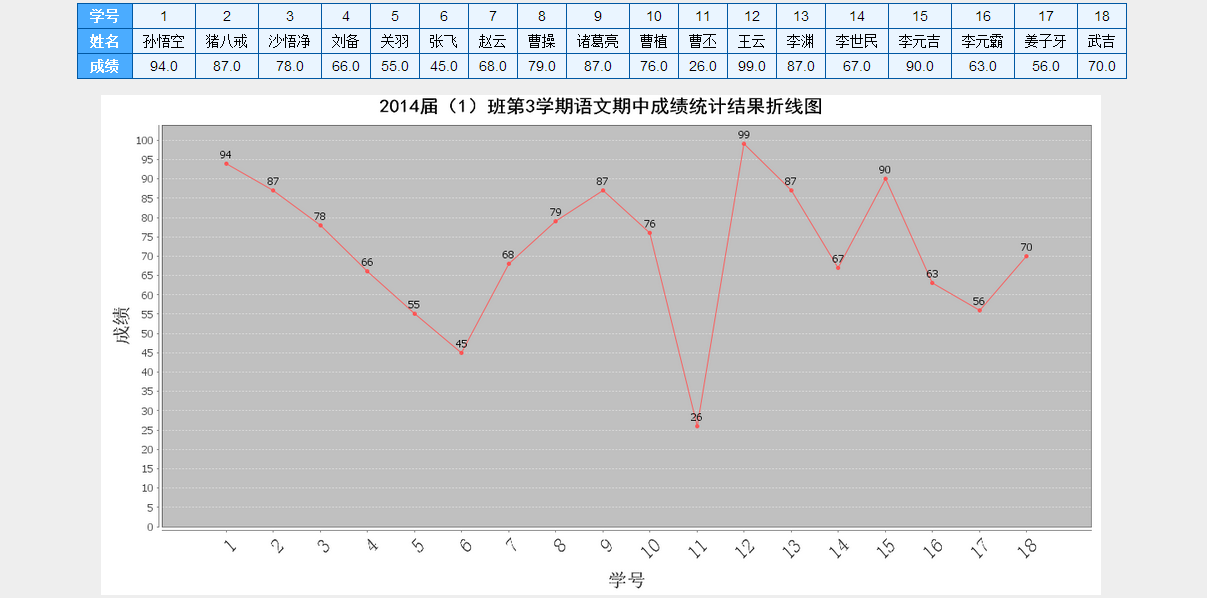 学号 1 2 3 4 5 6 7 8 9 10 11 12 13 14 15 16 17 18
姓名 孙悟空 猪八戒 沙悟净 刘备 关羽 张飞 赵云 曹操 诸葛亮 曹植 曹丕 王云 李渊 李世民 李元吉 李元霸 姜子牙 武吉
成绩 94.0 87.0 78.0 66.0 55.0 45.0 68.0 79.0 87.0 76.0 26.0 99.0 87.0 67.0 90.0 63.0 56.0 70.0
2014届（1）班第3学期语文期中成绩统计结果折线图
成绩
100
95
90
85
80
75
70
65
60
55
50
45
40
35
30
25
20
15
10
5
0
94 87 78 66 55 45 68 79 87 76 26 99 87 67 90 63 56 70
1 2 3 4 5 6 7 8 9 10 11 12 13 14 15 16 17 18
学号